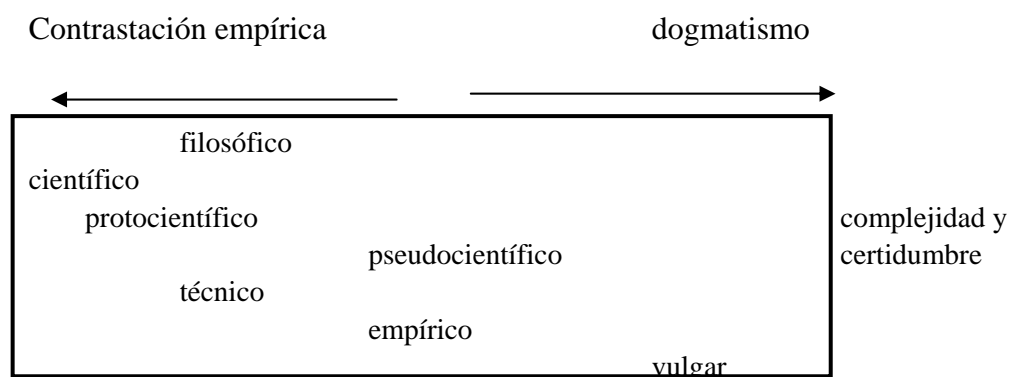 Contrastación empírica dogmatismo
filosófico
científico
protocientífico
complejidad y
pseudocientífico
certidumbre
técnico
empírico
vulgar